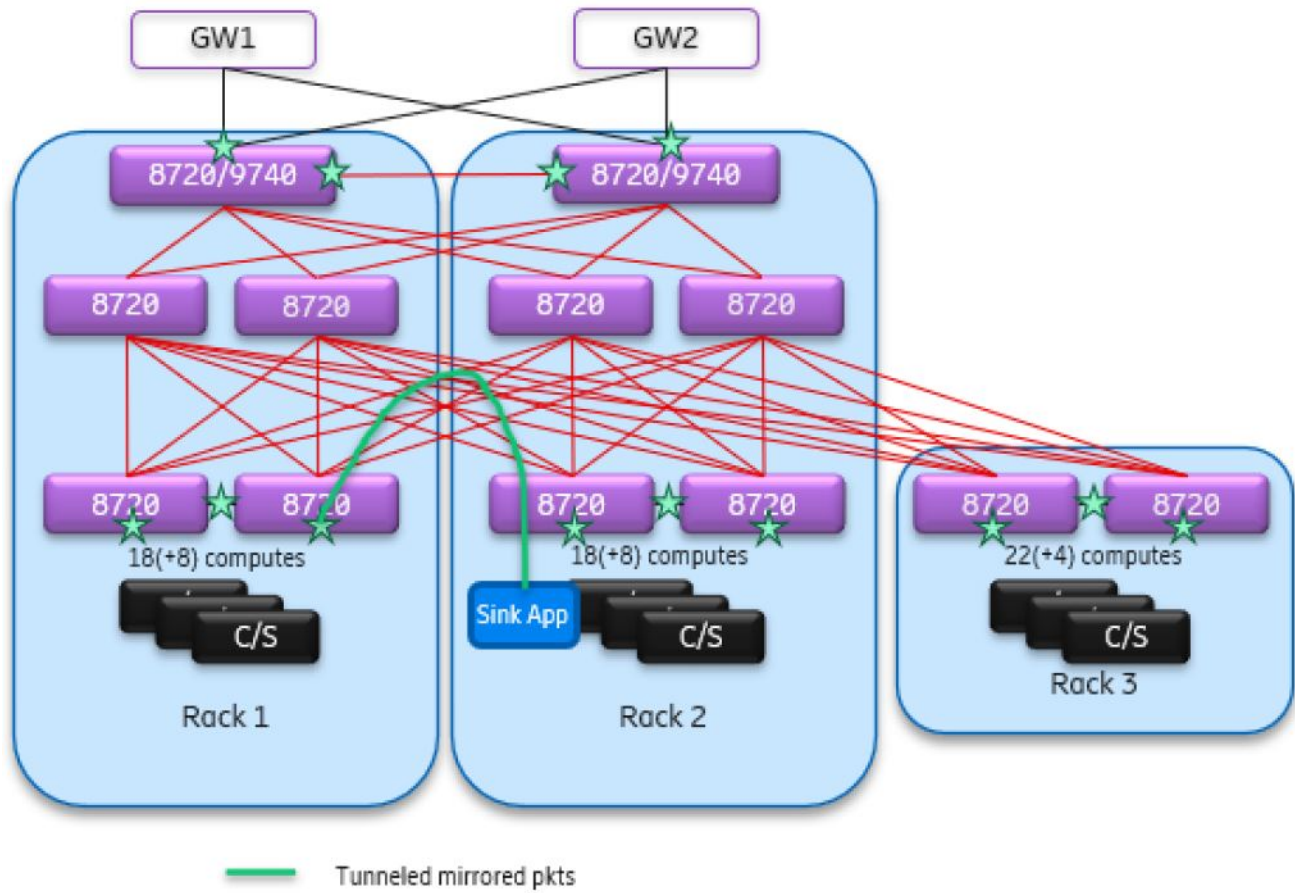 GW1
GW2
8720/9740
8720/9740
8720
8720
8720
8720
8720
8720
8720
8720
8720
8720
18(+8) computes
18(+8) computes
22(+4) computes
Sink App
C/S
C/S
C/S
Rack 1
Rack 2
Rack 3
Tunneled mirrored pkts